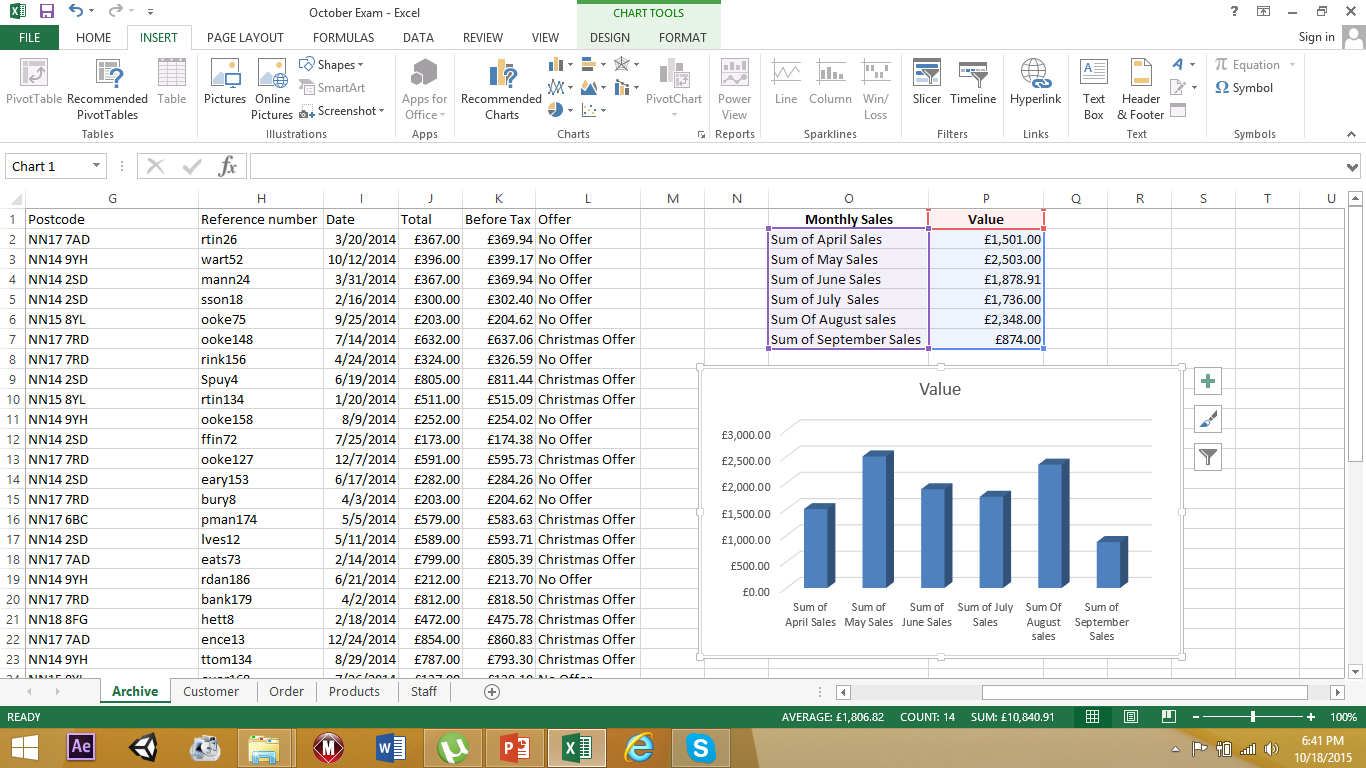 October Exam - Excel
CHART TOOLS
?
FILE HOME INSERT PAGE LAYOUT FORMULAS DATA REVIEW VIEW DESIGN FORMAT Sign in
PivotTable Recommended PivotTables Table
Tables
Pictures Online Pictures Shapes SmartArt Screenshot
Illustrations
Apps for Office
Apps
Recommended Charts PivotChart
Charts
Power View
Reports
Line Column Win/Loss
Sparklines
Slicer Timeline
Filters
Hyperlink
Links
Text Box Header & Footer
Text
π Equation Ω Symbol
Symbols
Chart 1 fx
G H I J K L M N O P Q R S T U
1 Postcode Reference number Date Total Before Tax Offer Monthly Sales Value
2 NN17 7AD rtin26 3/20/2014 £367.00 £369.94 No Offer Sum of April Sales £1,501.00
3 NN14 9YH wart52 10/12/2014 £396.00 £399.17 No Offer Sum of May Sales £2,503.00
4 NN14 2SD mann24 3/31/2014 £367.00 £369.94 No Offer Sum of June Sales £1,878.91
5 NN14 2SD sson18 2/16/2014 £300.00 £302.40 No Offer Sum of July Sales £1,736.00
6 NN15 8YL ooke75 9/25/2014 £203.00 £204.62 No Offer Sum Of August sales £2,348.00
7 NN17 7RD ooke148 7/14/2014 £632.00 £637.06 Christmas Offer Sum of September Sales £874.00
8 NN17 7RD rink156 4/24/2014 £324.00 £326.59 No Offer
9 NN14 2SD Spuy4 6/19/2014 £805.00 £811.44 Christmas Offer
10 NN15 8YL rtin134 1/20/2014 £511.00 £515.09 Christmas Offer
11 NN14 9YH ooke158 8/9/2014 £252.00 £254.02 No Offer
12 NN14 2SD ffin72 7/25/2014 £173.00 £174.38 No Offer
13 NN17 7RD ooke127 12/7/2014 £591.00 £595.73 Christmas Offer
14 NN14 2SD eary153 6/17/2014 £282.00 £284.26 No Offer
15 NN17 7RD bury8 4/3/2014 £203.00 £204.62 No Offer
16 NN17 6BC pman174 5/5/2014 £579.00 £583.63 Christmas Offer
17 NN14 2SD lves12 5/11/2014 £589.00 £593.71 Christmas Offer
18 NN17 7AD eats73 2/14/2014 £799.00 £805.39 Christmas Offer
19 NN14 9YH rdan186 6/21/2014 £212.00 £213.70 No Offer
20 NN17 7RD bank179 4/2/2014 £812.00 £818.50 Christmas Offer
21 NN18 8FG hett8 2/18/2014 £472.00 £475.78 Christmas Offer
22 NN17 7AD ence13 12/24/2014 £854.00 £860.83 Christmas Offer
23 NN14 9YH ttom134 8/29/2014 £787.00 £793.30 Christmas Offer
Value
£3,000.00
£2,500.00
£2,000.00
£1,500.00
£1,000.00
£500.00
£0.00
Sum of April Sales
Sum of May Sales
Sum of June Sales
Sum of July Sales
Sum Of August sales
Sum of September Sales
Archive Customer Order Products Staff
READY AVERAGE: £1,806.82 COUNT: 14 SUM: £10,840.91 100%
Ae
6:41 PM
10/18/2015